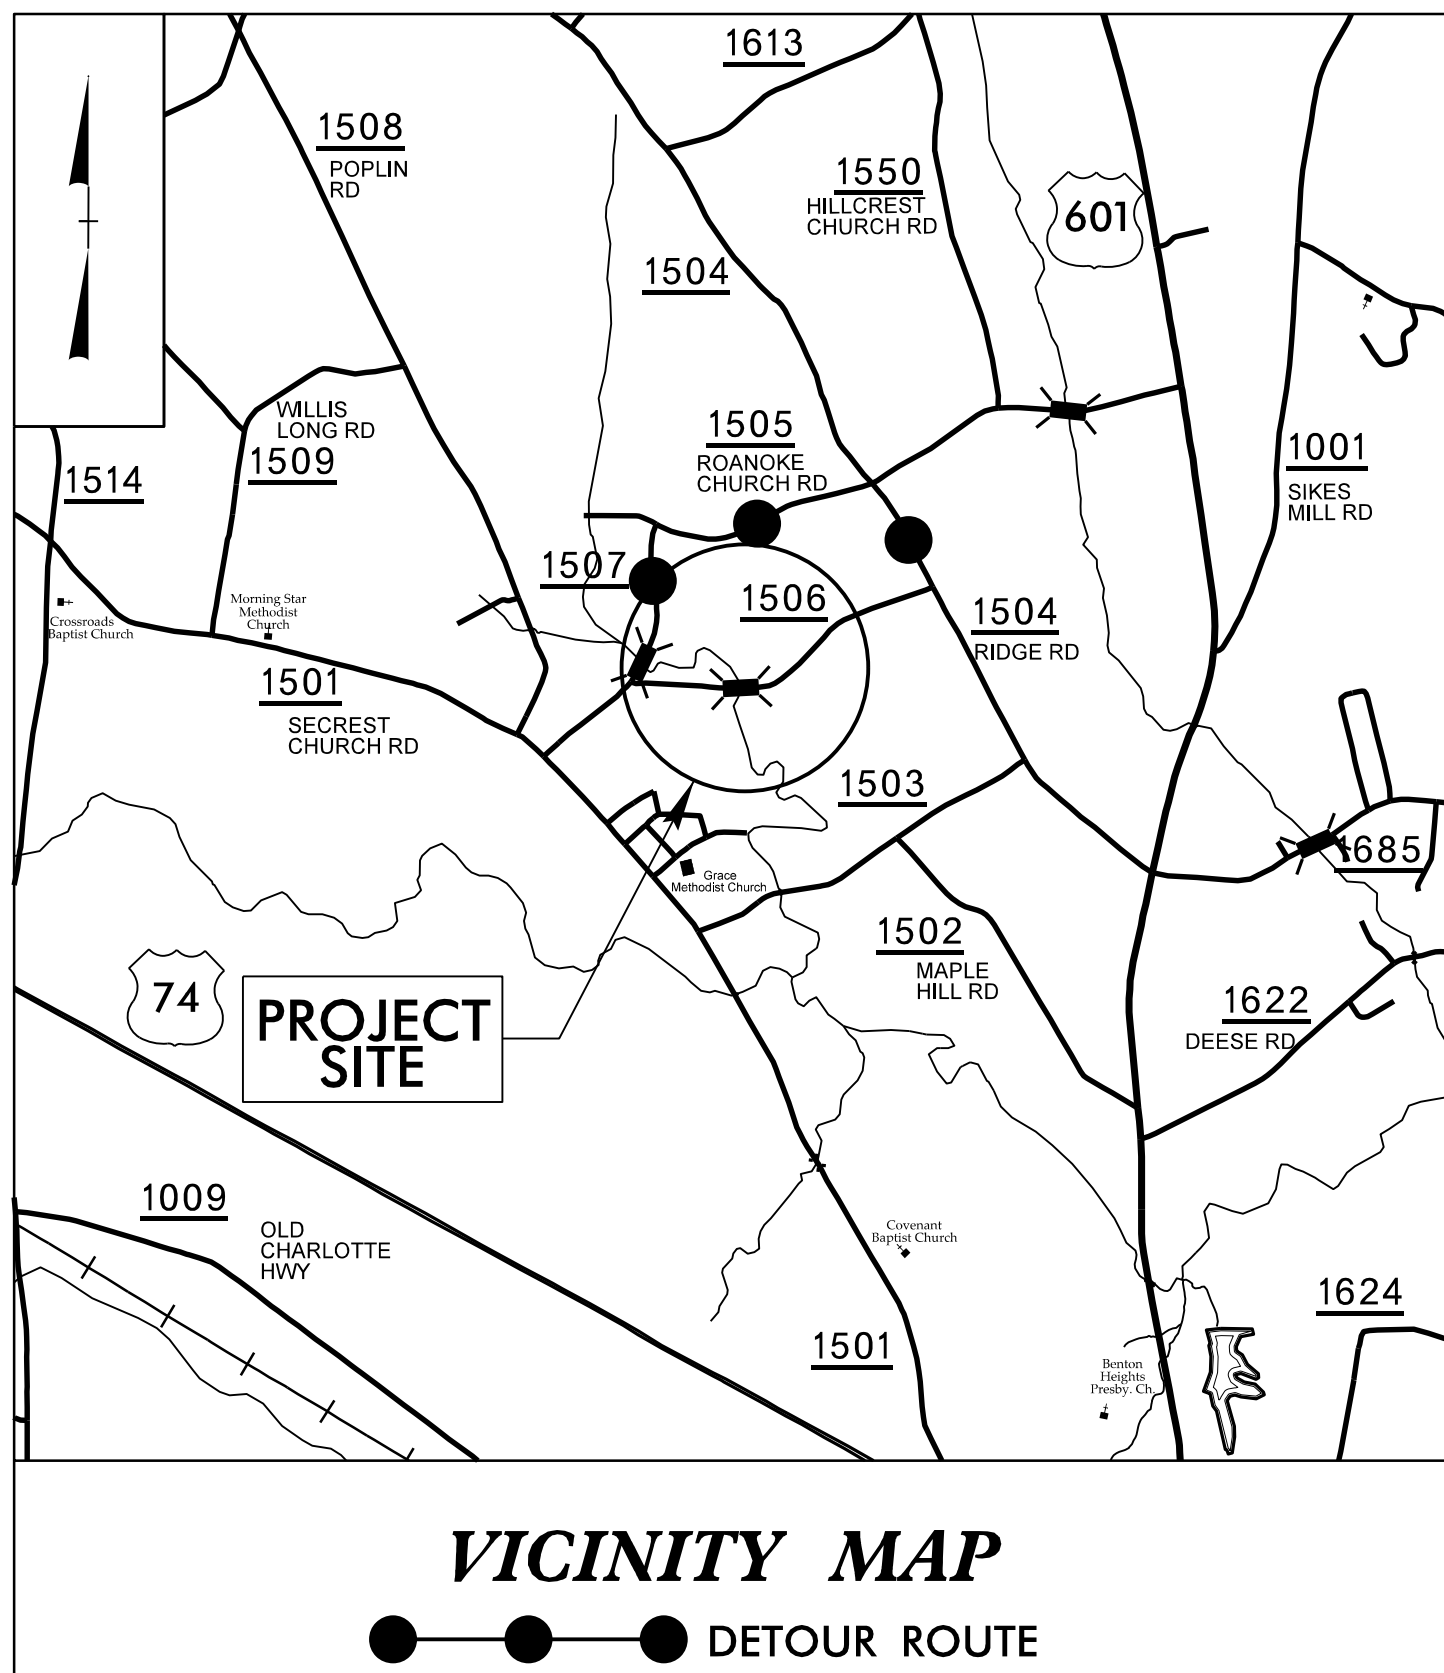 1613
1508
POPLIN
RD
1550
HILLCREST
CHURCH RD
601
1504
WILLIS
LONG RD
1509
1514
1505
ROANOKE
CHURCH RD
1001
SIKES
MILL RD
1507
1506
1504
RIDGE RD
Crossroads
Baptist Church
Morning Star
Methodist
Church
1501
SECREST
CHURCH RD
1503
1685
Grace
Methodist Church
1502
MAPLE
HILL RD
74
PROJECT
SITE
1622
DEESE RD
1009
OLD
CHARLOTTE
HWY
Covenant
Baptist Church
1624
1501
Benton
Heights
Presby. Ch.
VICINITY MAP
DETOUR ROUTE